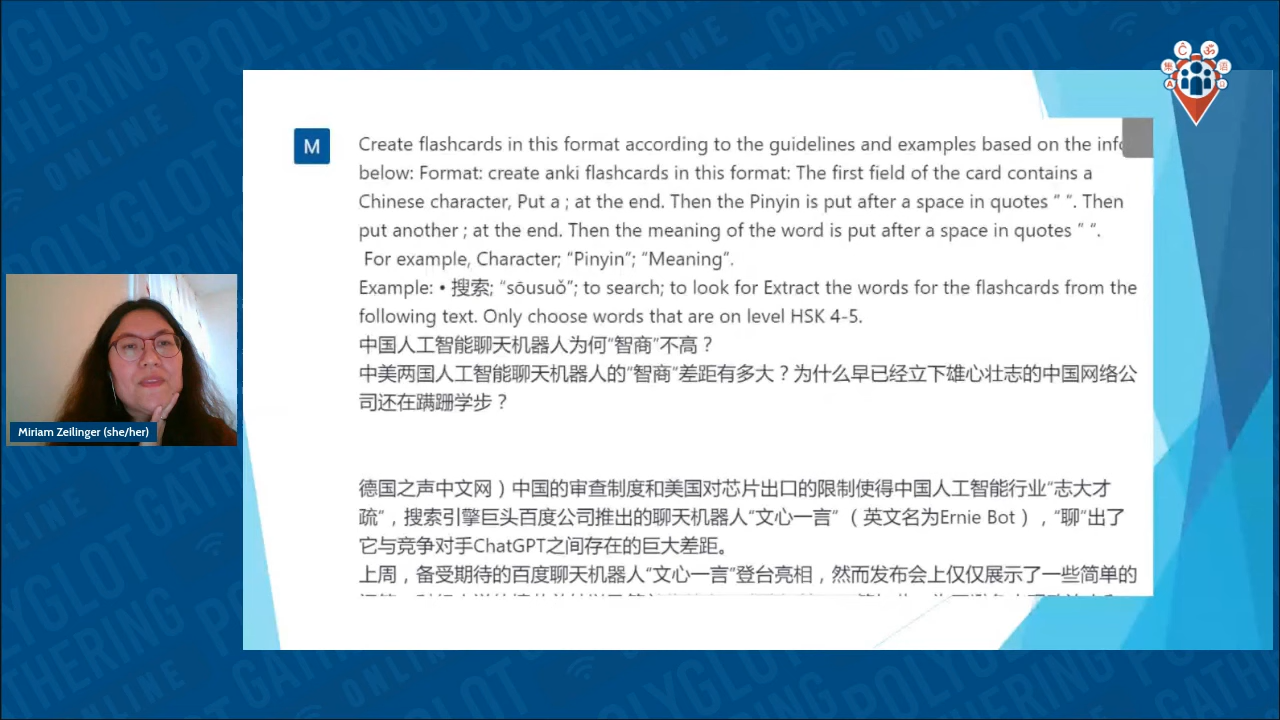 POLYGLOT
GATHERING
ONLINE
M
Create flashcards in this format according to the guidelines and examples based on the info
below: Format: create anki flashcards in this format: The first field of the card contains a
Chinese character, Put a ; at the end. Then the Pinyin is put after a space in quotes “ “. Then
put another ; at the end. Then the meaning of the word is put after a space in quotes “ “.
For example, Character; “Pinyin”; “Meaning”.
Example: • 搜索; “sōusuǒ”; to search; to look for Extract the words for the flashcards from the
following text. Only choose words that are on level HSK 4-5.
中国人工智能聊天机器人为何“智商”不高？
中美两国人工智能聊天机器人的“智商”差距有多大？为什么早已经立下雄心壮志的中国网络公
司还在蹒跚学步？
德国之声中文网）中国的审查制度和美国对芯片出口的限制使得中国人工智能行业“志大才
疏”，搜索引擎巨头百度公司推出的聊天机器人“文心一言”（英文名为Ernie Bot），“聊”出了
它与竞争对手ChatGPT之间存在的巨大差距。
上周，备受期待的百度聊天机器人“文心一言”登台亮相，然而发布会上仅仅展示了一些简单的
Miriam Zeilinger (she/her)